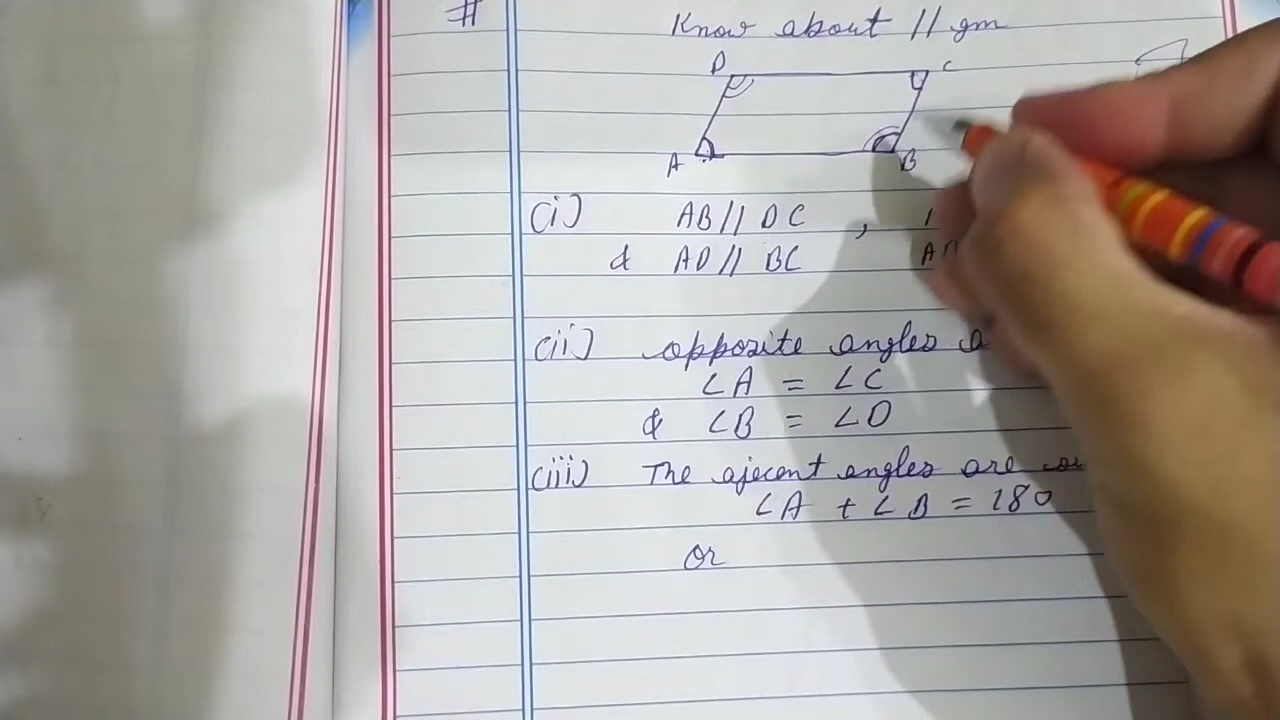 #
Know about // gm
D C
A B
(i) AB // DC ,
& AD // BC
(ii) opposite angles
∠A = ∠C
& ∠B = ∠D
(iii) The ajecent angles are
∠A + ∠B = 180
or